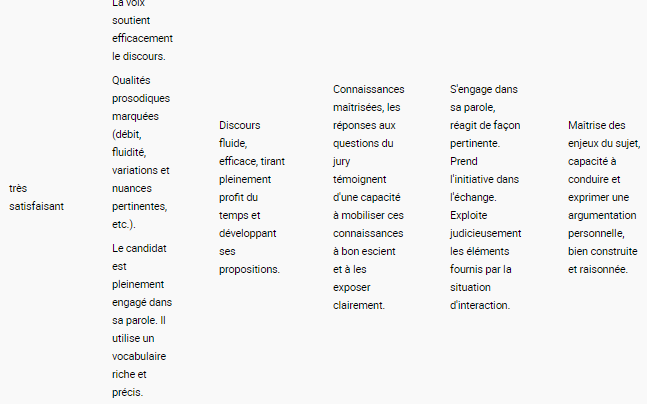 très
satisfaisant
La voix
soutient
efficacement
le discours.
Qualités
prosodiques
marquées
(débit,
fluidité,
variations et
nuances
pertinentes,
etc.).
Le candidat
est
pleinement
engagé dans
sa parole. Il
utilise un
vocabulaire
riche et
précis.
Discours
fluide,
efficace, tirant
pleinement
profit du
temps et
développant
ses
propositions.
Connaissances
maîtrisées, les
réponses aux
questions du
jury
témoignent
d'une capacité
à mobiliser ces
connaissances
à bon escient
et à les
exposer
clairement.
S'engage dans
sa parole,
réagit de façon
pertinente.
Prend
l'initiative dans
l'échange.
Exploite
judicieusement
les éléments
fournis par la
situation
d'interaction.
Maitrise des
enjeux du sujet,
capacité à
conduire et
exprimer une
argumentation
personnelle,
bien construite
et raisonnée.